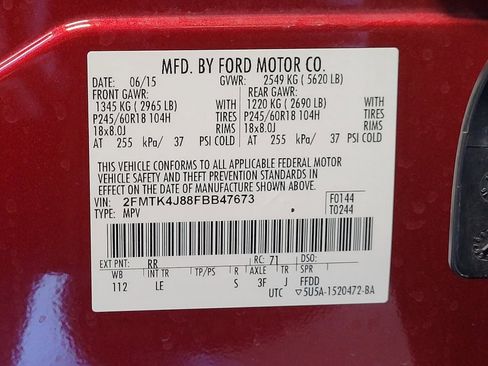 MFD. BY FORD MOTOR CO.
DATE: 06/15 GVWR: 2549 KG ( 5620 LB)
FRONT GAWR: REAR GAWR:
1345 KG ( 2965 LB) WITH 1220 KG ( 2690 LB) WITH
P245/60R18 104H TIRES P245/60R18 104H TIRES
18x8.0J RIMS 18x8.0J RIMS
AT 255 kPa/ 37 PSI COLD AT 255 kPa/ 37 PSI COLD
THIS VEHICLE CONFORMS TO ALL APPLICABLE FEDERAL MOTOR
VEHICLE SAFETY AND THEFT PREVENTION STANDARDS IN
EFFECT ON THE DATE OF MANUFACTURE SHOWN ABOVE.
VIN: 2FMTK4J88FBB47673 F0144
TYPE: MPV T0244
EXT PNT: RR RC: 71 DSO:
WB INT TR TP/PS R AXLE TR SPR
112 LE S 3F J FFDD
UTC 5U5A-1520472-BA